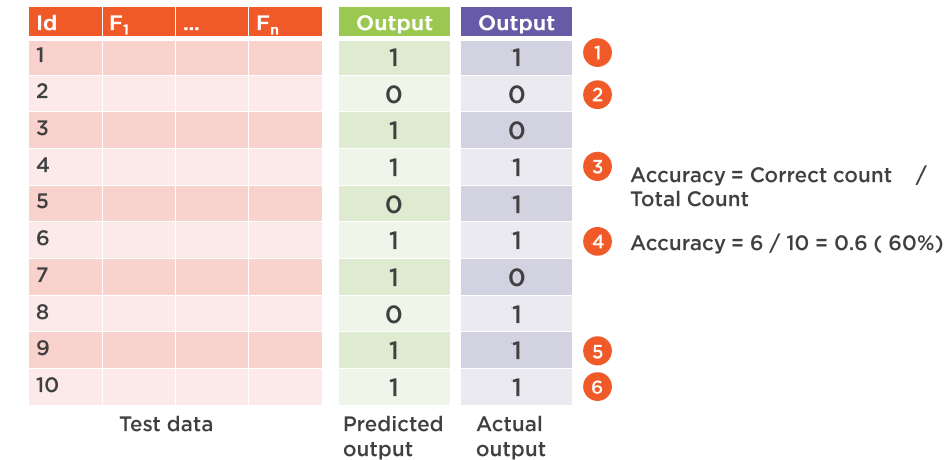 Id F₁ ... Fₙ Output Output
1 1 1 1
2 0 0 2
3 1 0
4 1 1 3
Accuracy = Correct count /
Total Count
5 0 1
6 1 1 4 Accuracy = 6 / 10 = 0.6 ( 60%)
7 1 0
8 0 1
9 1 1 5
10 1 1 6
Test data Predicted Actual
output output